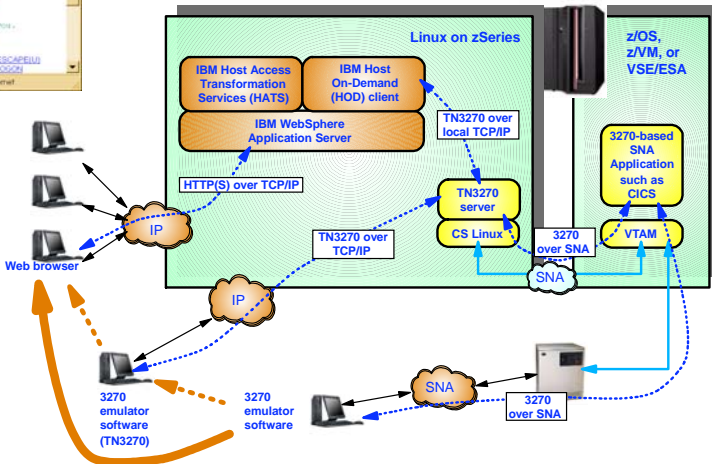 ESCAPE(U)
LOGON
Linux on zSeries
z/OS,
z/VM, or
VSE/ESA
IBM Host Access
Transformation
Services (HATS)
IBM Host
On-Demand
(HOD) client
IBM WebSphere
Application Server
TN3270 over
local TCP/IP
3270-based
SNA
Application
such as
CICS
HTTP(S) over TCP/IP
TN3270
server
CS Linux
VTAM
IP
TN3270 over
TCP/IP
3270
over SNA
SNA
Web browser
IP
3270
emulator
software
(TN3270)
3270
emulator
software
SNA
3270
over SNA